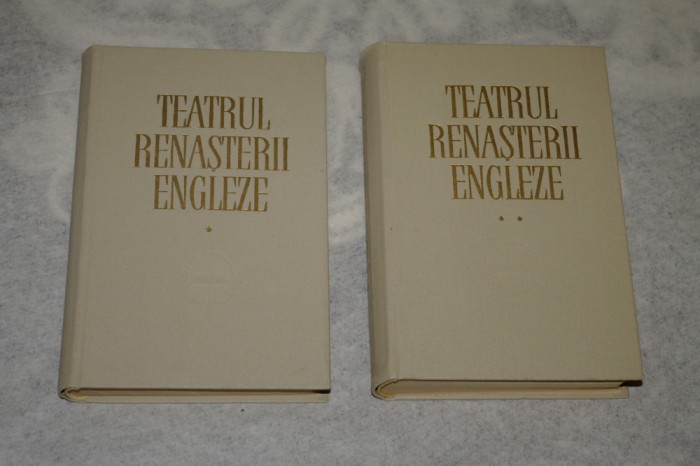 TEATRUL
RENAȘTERII
ENGLEZE
*
TEATRUL
RENAȘTERII
ENGLEZE
* *